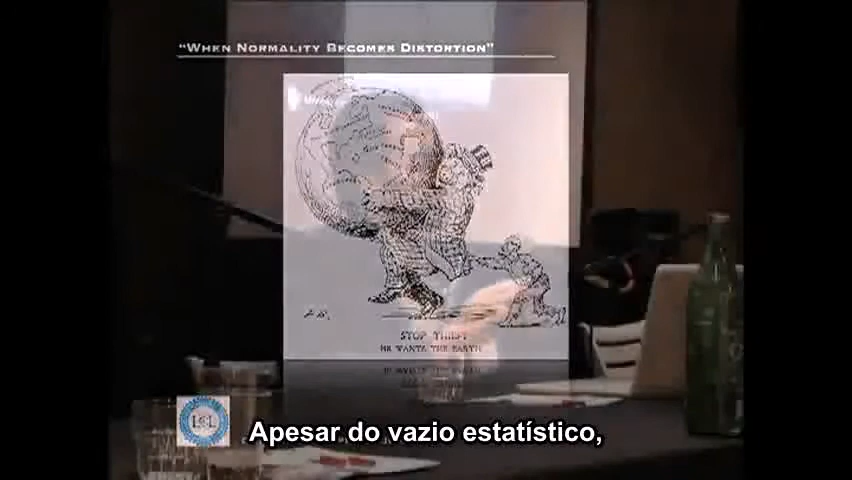 "WHEN NORMALITY BECOMES DISTORTION"
STOP THIEF!
HE WANTS THE EARTH
Apesar do vazio estatístico,